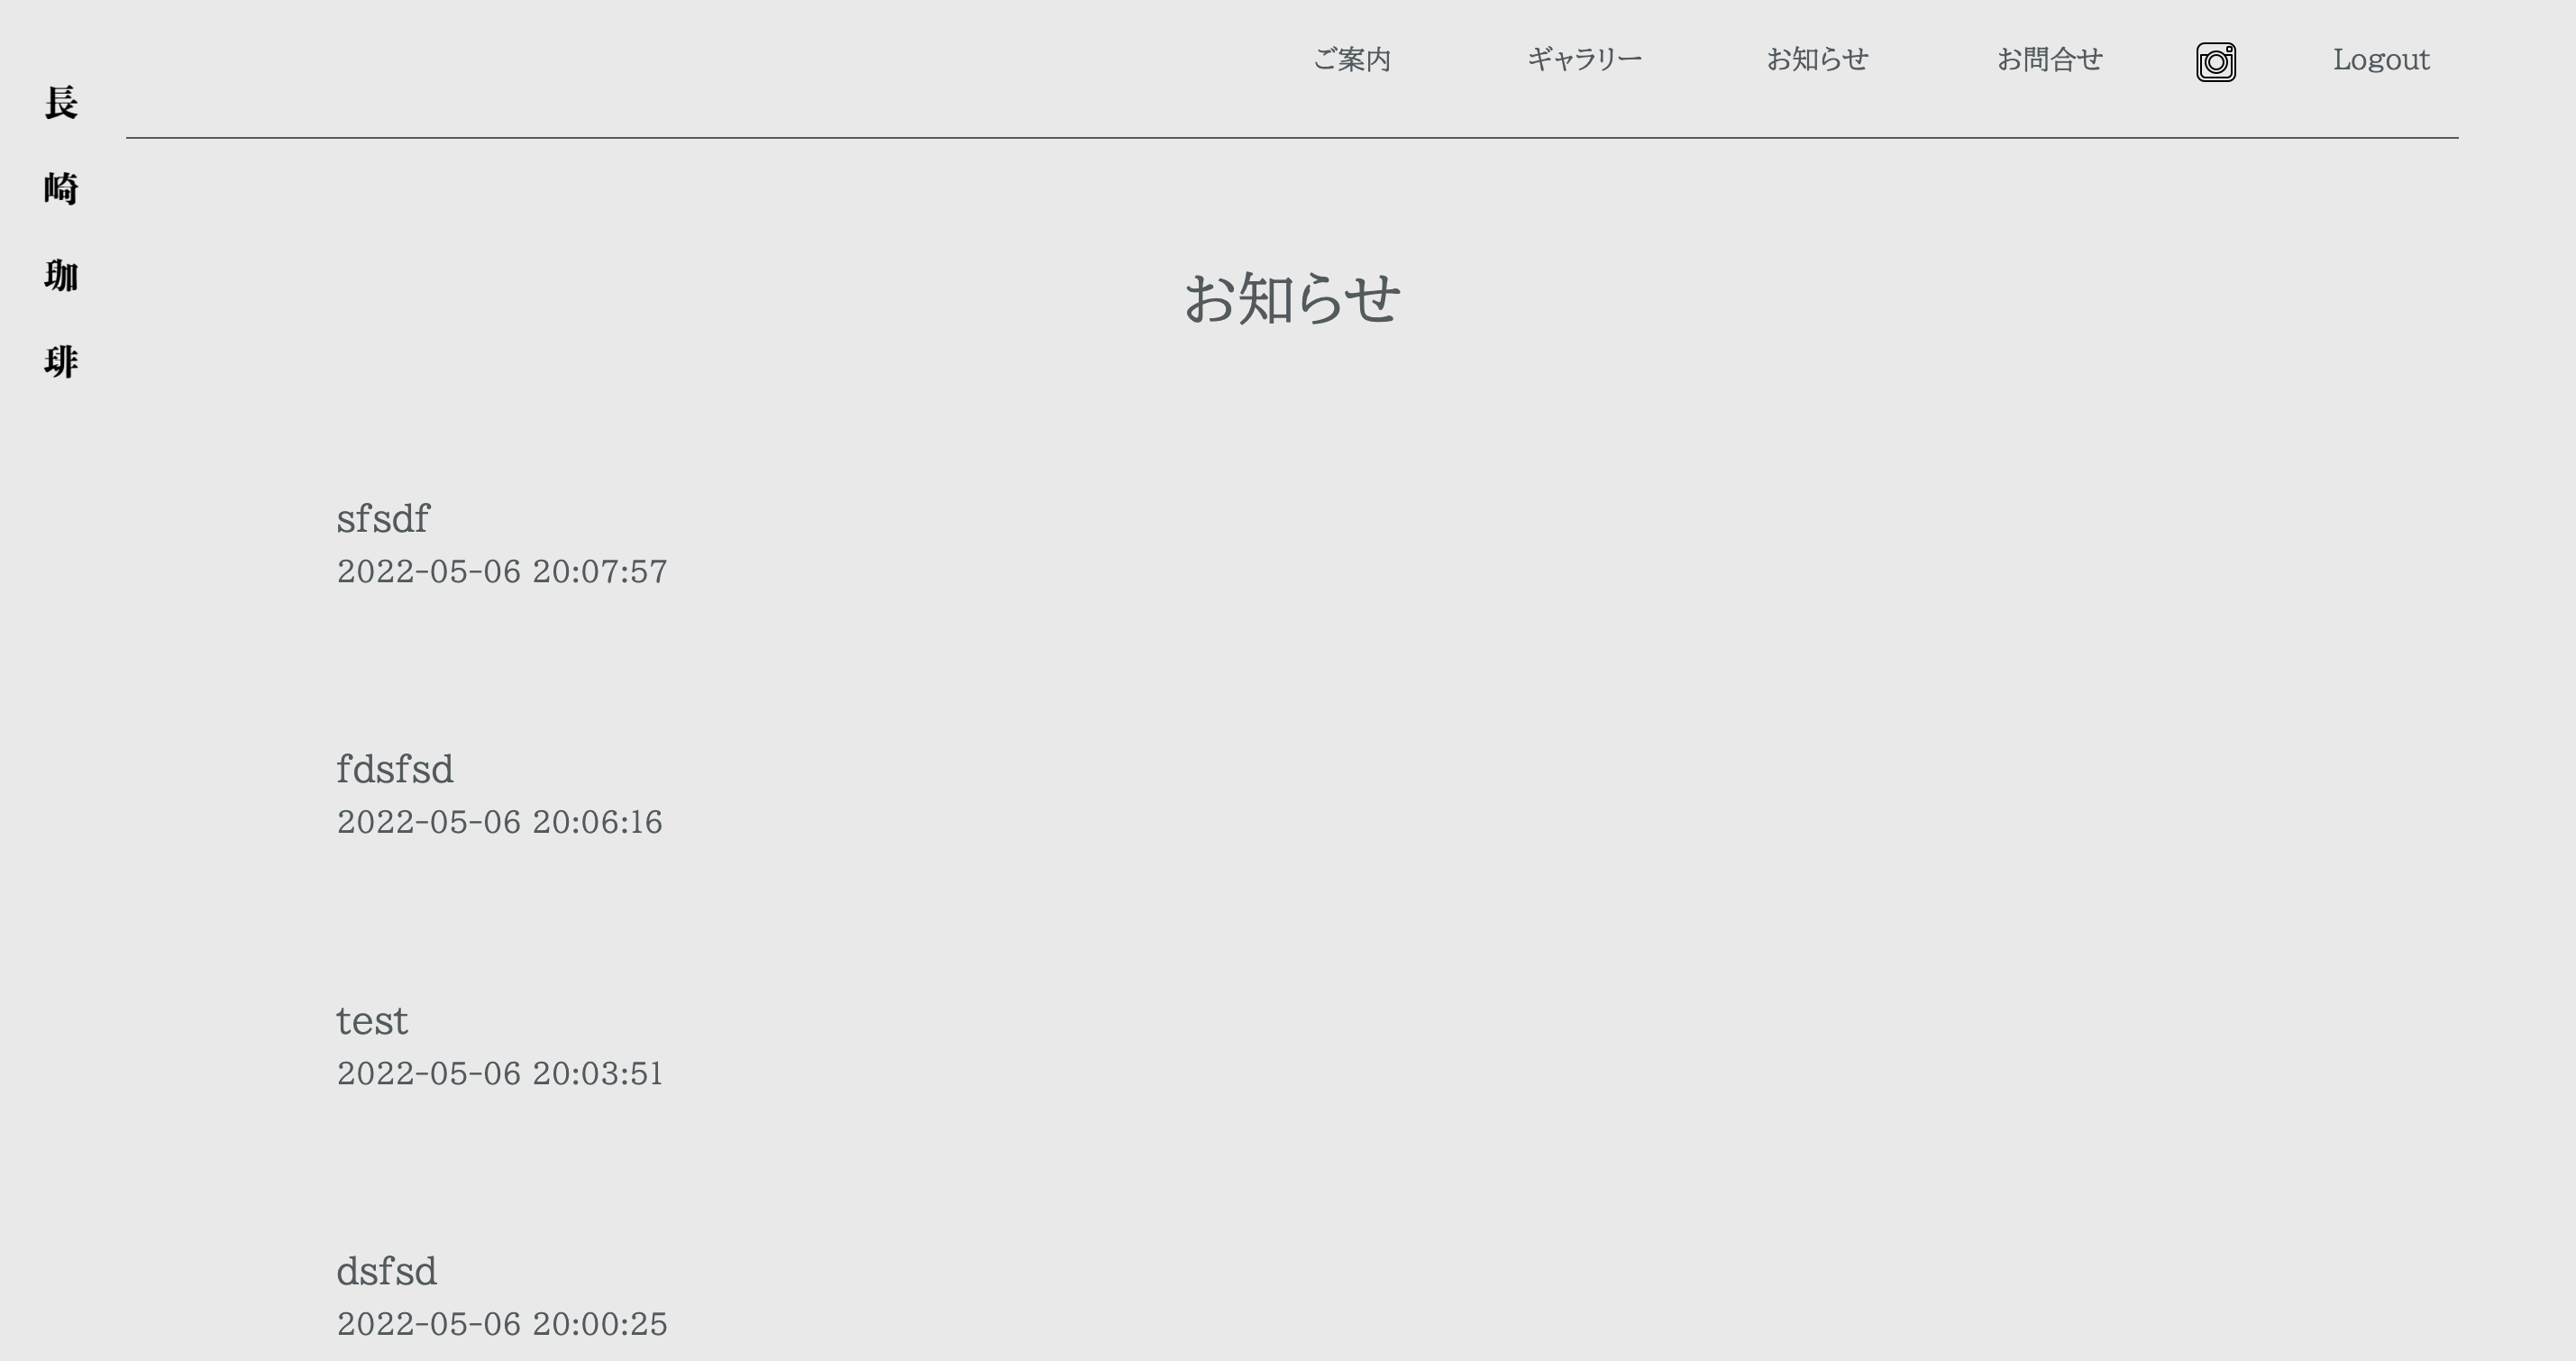 ご案内 ギャラリー お知らせ お問合せ Logout
長
崎
珈
琲
お知らせ
sfsdf
2022-05-06 20:07:57
fdsfsd
2022-05-06 20:06:16
test
2022-05-06 20:03:51
dsfsd
2022-05-06 20:00:25